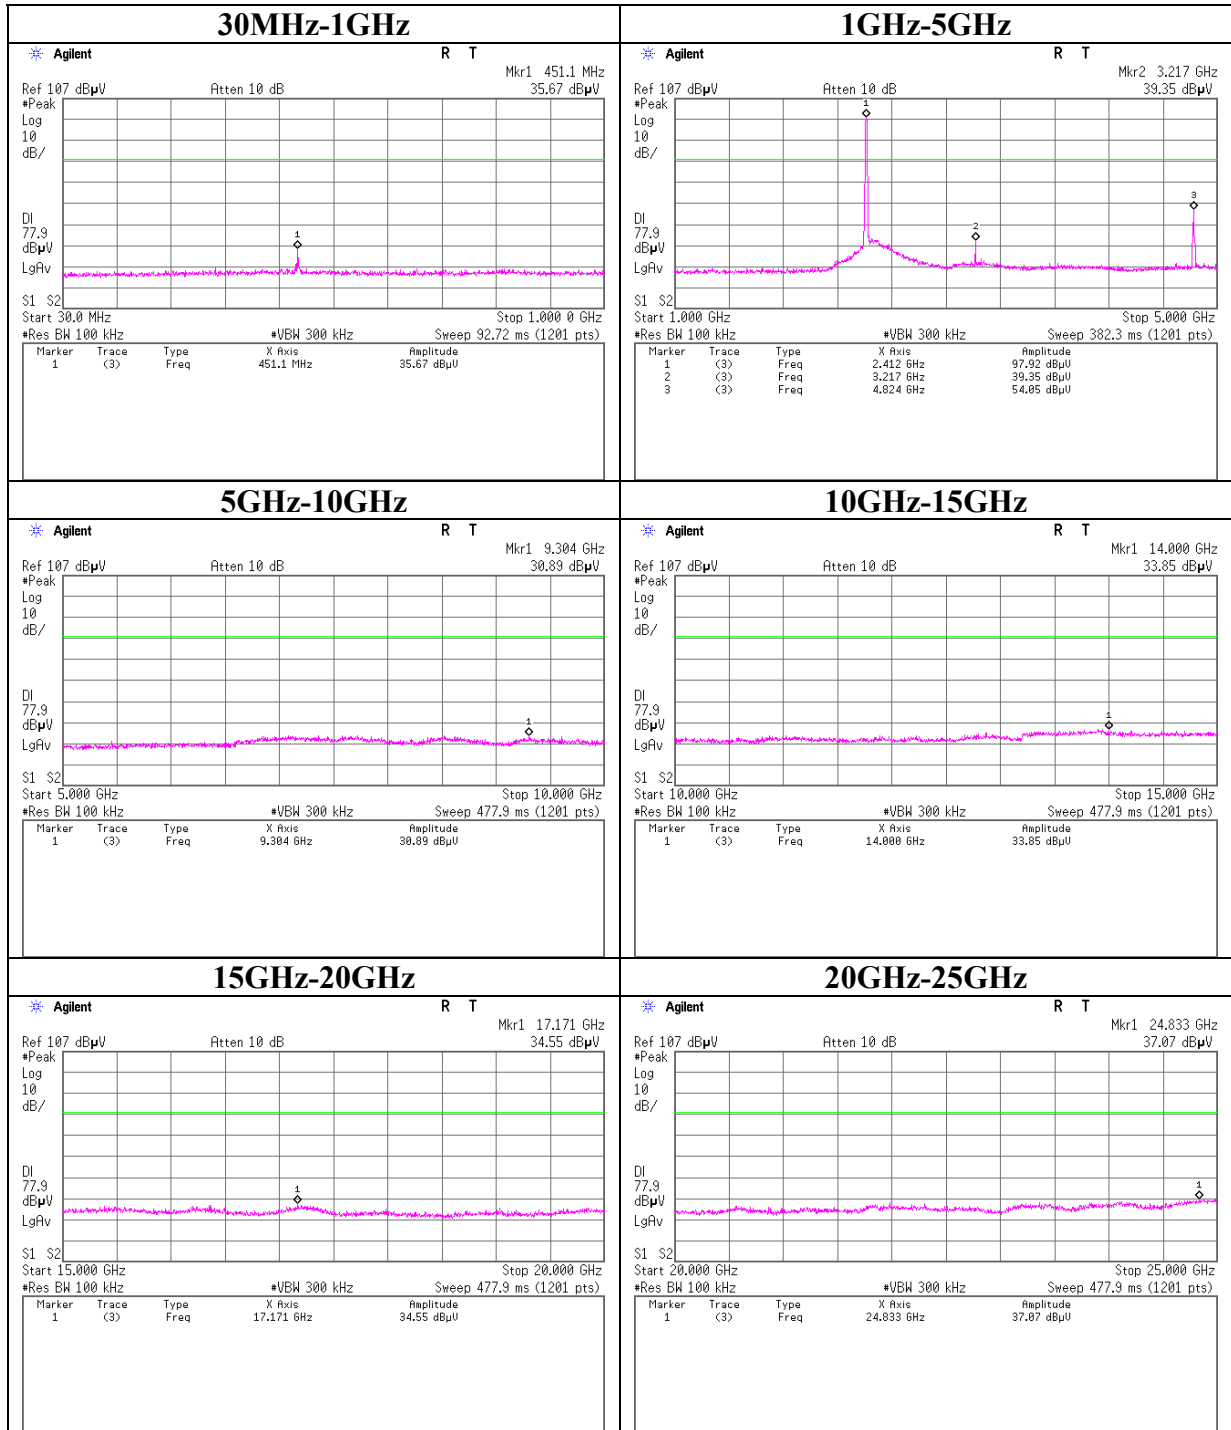 30MHz-1GHz
Agilent R T
Mkr1 451.1 MHz
Ref 107 dBµV Atten 10 dB 35.67 dBµV
#Peak
Log
10
dB/
1
DI
77.9
dBµV
LgAv
S1 S2
Start 30.0 MHz Stop 1.000 0 GHz
#Res BW 100 kHz #VBW 300 kHz Sweep 92.72 ms (1201 pts)
Marker Trace Type X Axis Amplitude
1 (3) Freq 451.1 MHz 35.67 dBµV
1GHz-5GHz
Agilent R T
Mkr2 3.217 GHz
Ref 107 dBµV Atten 10 dB 39.35 dBµV
#Peak
Log
10
dB/
1
2
3
DI
77.9
dBµV
LgAv
S1 S2
Start 1.000 GHz Stop 5.000 GHz
#Res BW 100 kHz #VBW 300 kHz Sweep 382.3 ms (1201 pts)
Marker Trace Type X Axis Amplitude
1 (3) Freq 2.412 GHz 97.92 dBµV
2 (3) Freq 3.217 GHz 39.35 dBµV
3 (3) Freq 4.824 GHz 54.05 dBµV
5GHz-10GHz
Agilent R T
Mkr1 9.304 GHz
Ref 107 dBµV Atten 10 dB 30.89 dBµV
#Peak
Log
10
dB/
1
DI
77.9
dBµV
LgAv
S1 S2
Start 5.000 GHz Stop 10.000 GHz
#Res BW 100 kHz #VBW 300 kHz Sweep 477.9 ms (1201 pts)
Marker Trace Type X Axis Amplitude
1 (3) Freq 9.304 GHz 30.89 dBµV
10GHz-15GHz
Agilent R T
Mkr1 14.000 GHz
Ref 107 dBµV Atten 10 dB 33.85 dBµV
#Peak
Log
10
dB/
1
DI
77.9
dBµV
LgAv
S1 S2
Start 10.000 GHz Stop 15.000 GHz
#Res BW 100 kHz #VBW 300 kHz Sweep 477.9 ms (1201 pts)
Marker Trace Type X Axis Amplitude
1 (3) Freq 14.000 GHz 33.85 dBµV
15GHz-20GHz
Agilent R T
Mkr1 17.171 GHz
Ref 107 dBµV Atten 10 dB 34.55 dBµV
#Peak
Log
10
dB/
1
DI
77.9
dBµV
LgAv
S1 S2
Start 15.000 GHz Stop 20.000 GHz
#Res BW 100 kHz #VBW 300 kHz Sweep 477.9 ms (1201 pts)
Marker Trace Type X Axis Amplitude
1 (3) Freq 17.171 GHz 34.55 dBµV
20GHz-25GHz
Agilent R T
Mkr1 24.833 GHz
Ref 107 dBµV Atten 10 dB 37.07 dBµV
#Peak
Log
10
dB/
1
DI
77.9
dBµV
LgAv
S1 S2
Start 20.000 GHz Stop 25.000 GHz
#Res BW 100 kHz #VBW 300 kHz Sweep 477.9 ms (1201 pts)
Marker Trace Type X Axis Amplitude
1 (3) Freq 24.833 GHz 37.07 dBµV